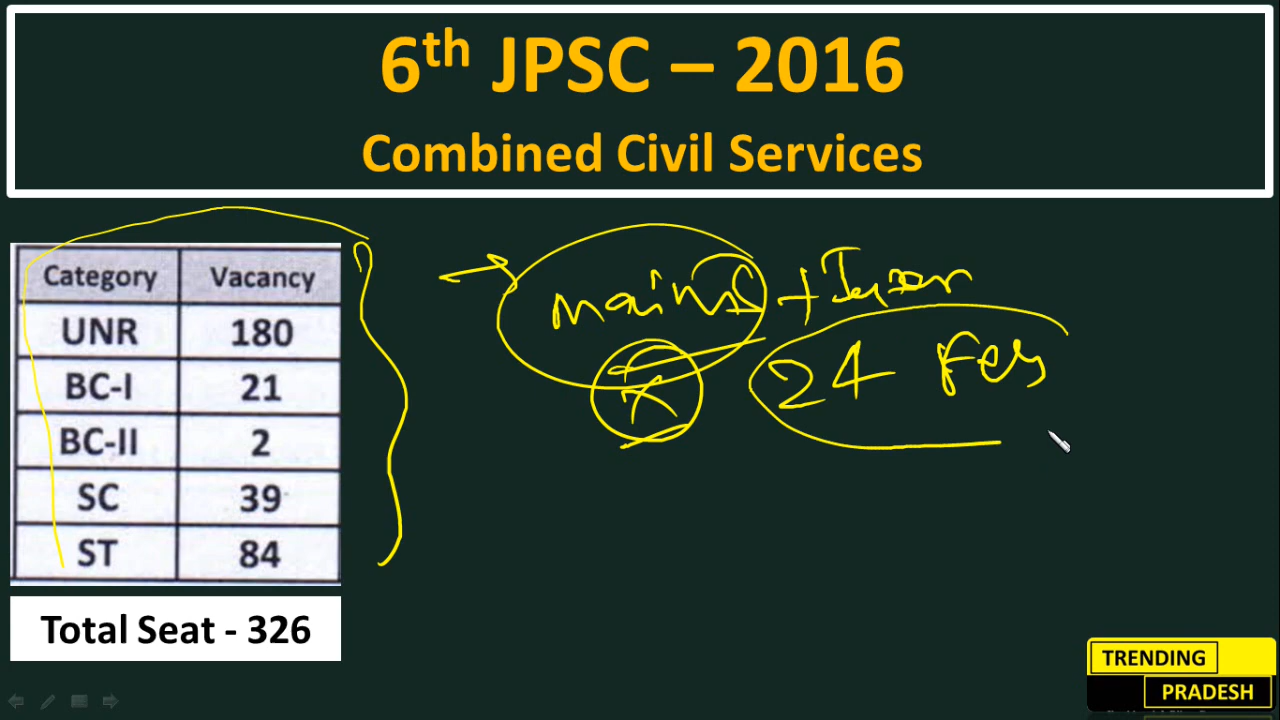 6th JPSC – 2016
Combined Civil Services
Category Vacancy
UNR 180
BC-I 21
BC-II 2
SC 39
ST 84
Total Seat - 326
mains +
24 Feb
TRENDING
PRADESH